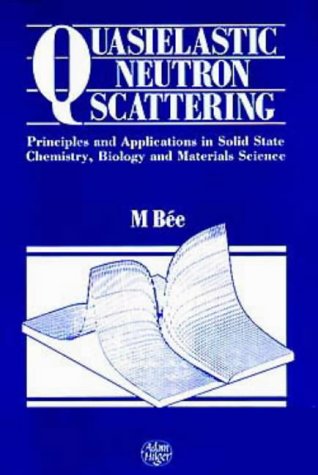 QUASIELASTIC
NEUTRON
SCATTERING
Principles and Applications in Solid State
Chemistry, Biology and Materials Science
M Bée
Adam
Hilger